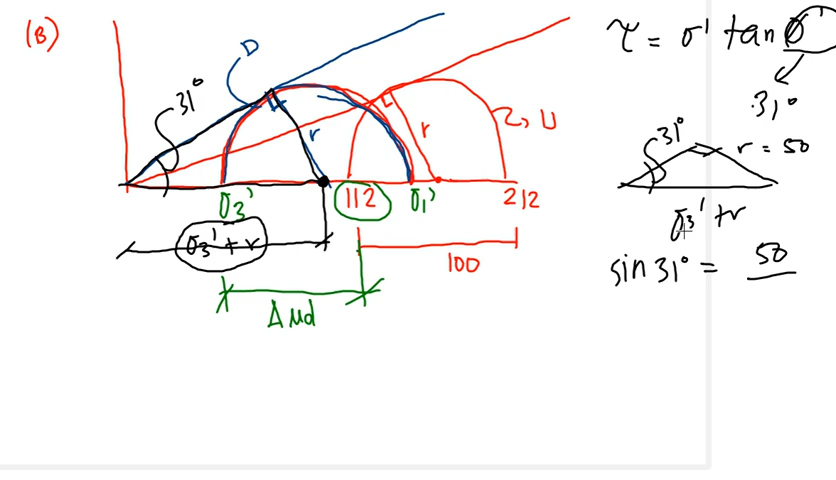 (B)
τ = σ' tan ϕ'
31°
D
31°
r
r
2, U
31°
r = 50
σ3'
112
σ1'
212
σ3' + r
σ3' + r
100
sin 31° = 50
Δud